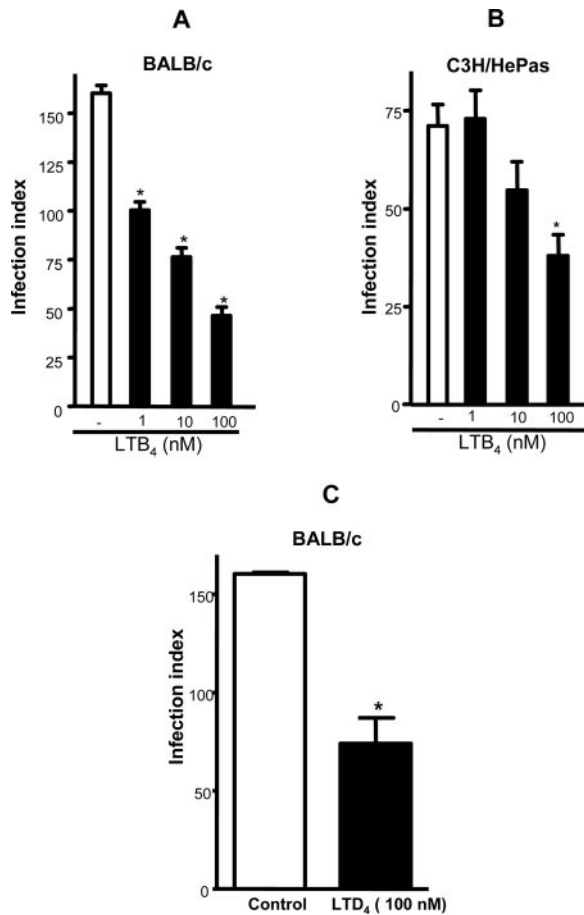 A
BALB/c
Infection index
150
125
100
75
50
25
0
*
*
*
- 1 10 100
LTB₄ (nM)
B
C3H/HePas
Infection index
75
50
25
0
*
- 1 10 100
LTB₄ (nM)
C
BALB/c
Infection index
150
100
50
0
*
Control LTD₄ ( 100 nM)